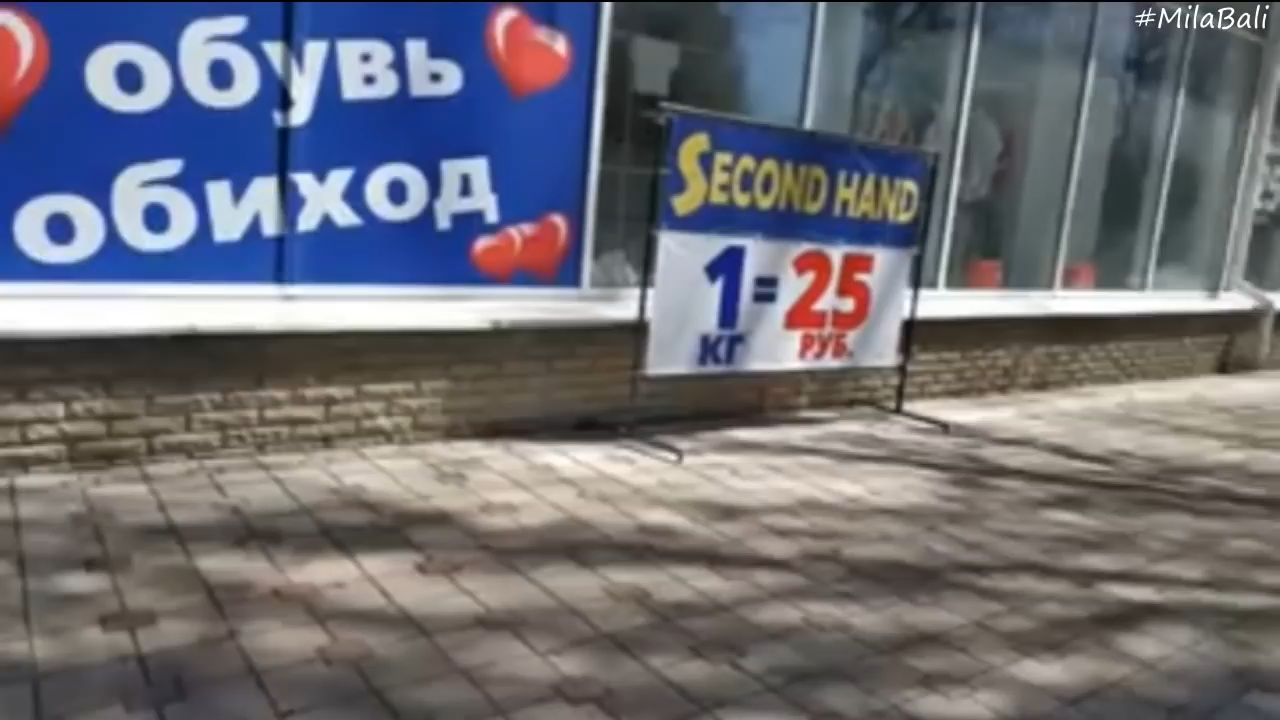 #MilaBali
обувь
обиход
SECOND HAND
1 = 25
КГ РУБ.